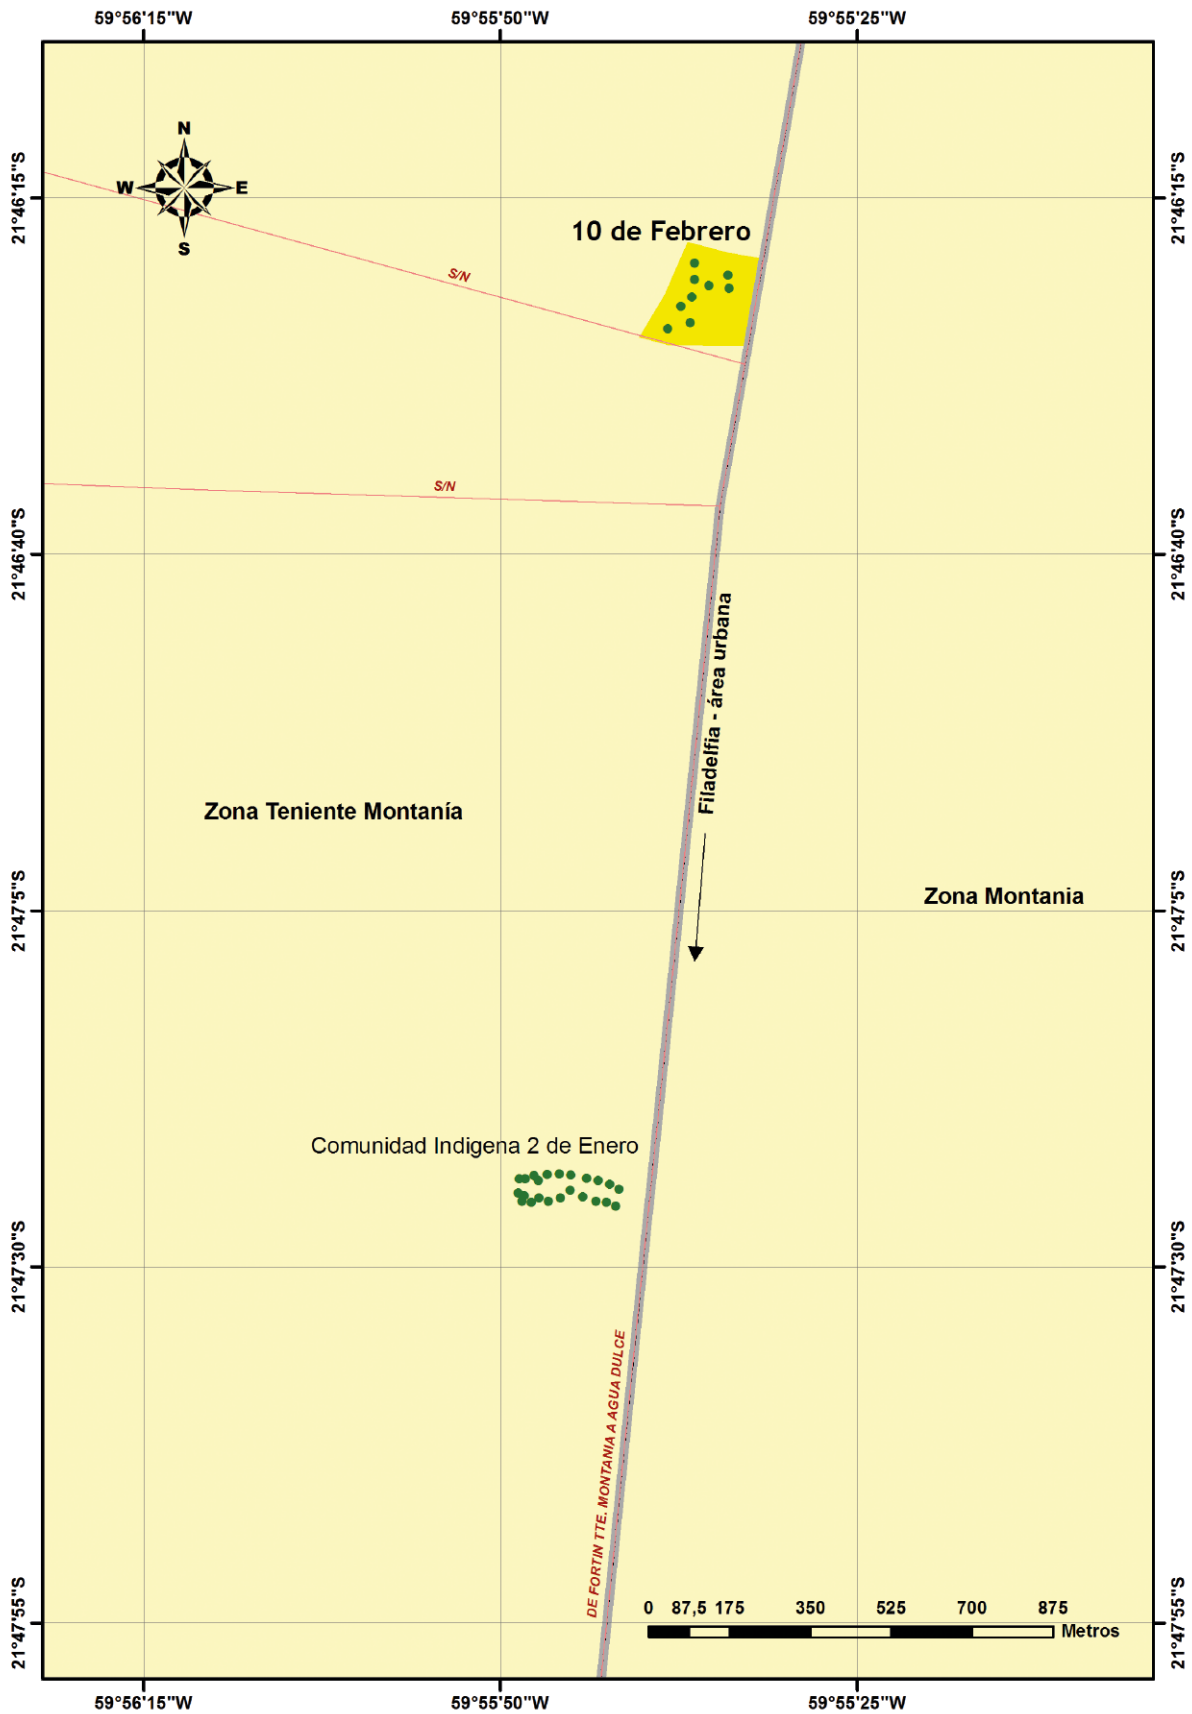 59°56'15"W
59°55'50"W
59°55'25"W
N
W
E
S
21°46'15"S
21°46'15"S
10 de Febrero
S/N
S/N
21°46'40"S
21°46'40"S
Filadelfia - área urbana
Zona Teniente Montanía
Zona Montania
21°47'5"S
21°47'5"S
Comunidad Indigena 2 de Enero
21°47'30"S
21°47'30"S
DE FORTIN TTE. MONTANIA A AGUA DULCE
0 87,5 175 350 525 700 875
Metros
21°47'55"S
21°47'55"S
59°56'15"W
59°55'50"W
59°55'25"W